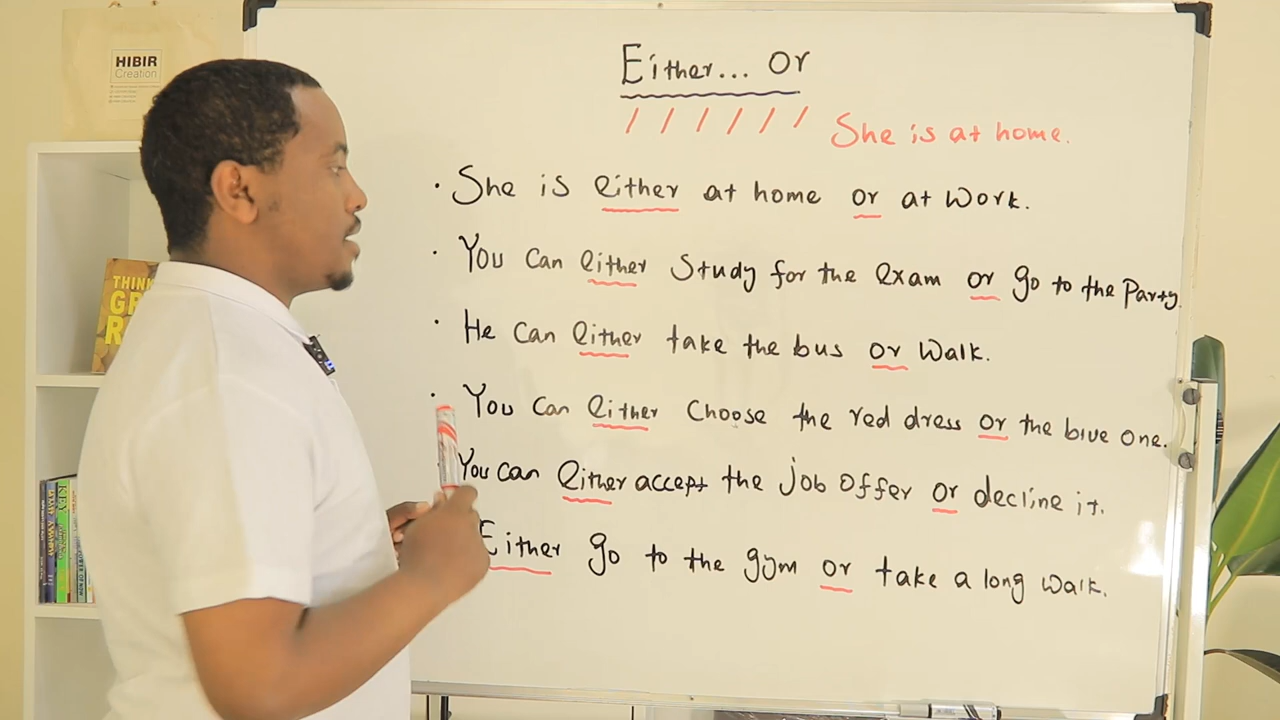 HIBIR
Creation
Either... Or
She is at home.
• She is either at home or at work.
• You can either study for the exam or go to the Party.
• He can either take the bus or walk.
• You can either choose the red dress or the blue one.
You can either accept the job offer or decline it.
Either go to the gym or take a long walk.
THIN
GR
R
KEY